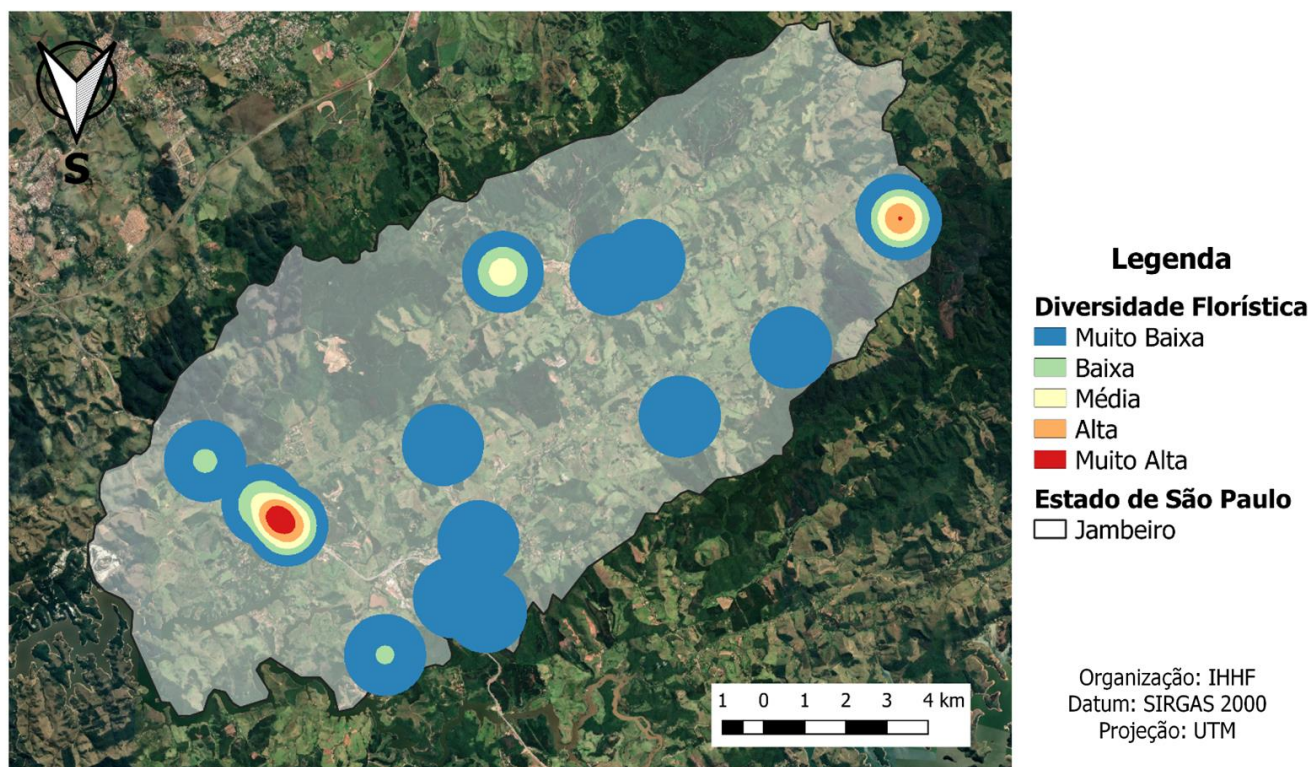 S
Legenda
Diversidade Florística
Muito Baixa
Baixa
Média
Alta
Muito Alta
Estado de São Paulo
Jambeiro
1 0 1 2 3 4 km
Organização: IHHF
Datum: SIRGAS 2000
Projeção: UTM